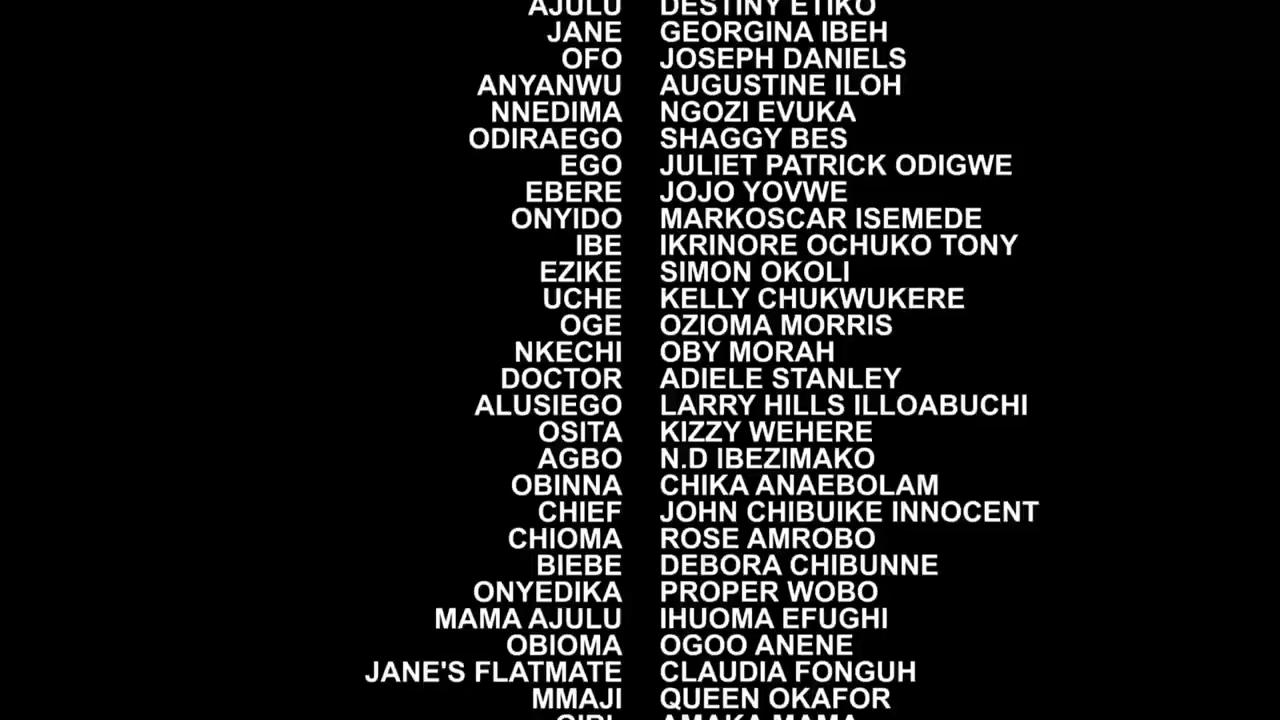 AJULU DESTINY ETIKO
JANE GEORGINA IBEH
OFO JOSEPH DANIELS
ANYANWU AUGUSTINE ILOH
NNEDIMA NGOZI EVUKA
ODIRAEGO SHAGGY BES
EGO JULIET PATRICK ODIGWE
EBERE JOJO YOVWE
ONYIDO MARKOSCAR ISEMEDE
IBE IKRINORE OCHUKO TONY
EZIKE SIMON OKOLI
UCHE KELLY CHUKWUKERE
OGE OZIOMA MORRIS
NKECHI OBY MORAH
DOCTOR ADIELE STANLEY
ALUSIEGO LARRY HILLS ILLOABUCHI
OSITA KIZZY WEHERE
AGBO N.D IBEZIMAKO
OBINNA CHIKA ANAEBOLAM
CHIEF JOHN CHIBUIKE INNOCENT
CHIOMA ROSE AMROBO
BIEBE DEBORA CHIBUNNE
ONYEDIKA PROPER WOBO
MAMA AJULU IHUOMA EFUGHI
OBIOMA OGOO ANENE
JANE'S FLATMATE CLAUDIA FONGUH
MMAJI QUEEN OKAFOR
GIRL AMAKA MAMA